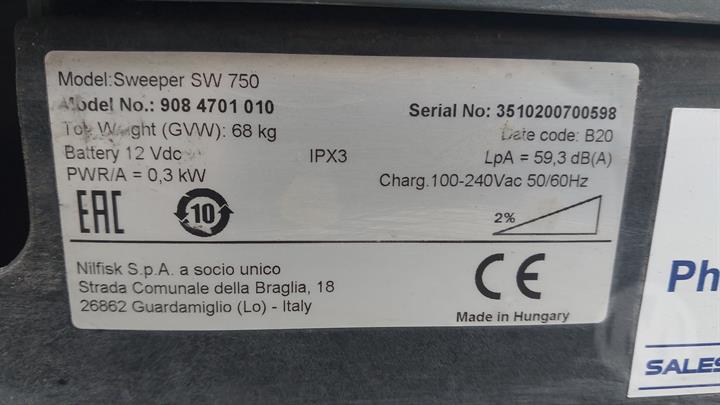 Model:Sweeper SW 750
Model No.: 908 4701 010
Serial No: 3510200700598
Tot. Weight (GVW): 68 kg
Date code: B20
Battery 12 Vdc
IPX3
LpA = 59,3 dB(A)
PWR/A = 0,3 kW
Charg.100-240Vac 50/60Hz
EAC
10
2%
Nilfisk S.p.A. a socio unico
Strada Comunale della Braglia, 18
26862 Guardamiglio (Lo) - Italy
CE
Made in Hungary
Ph
SALES